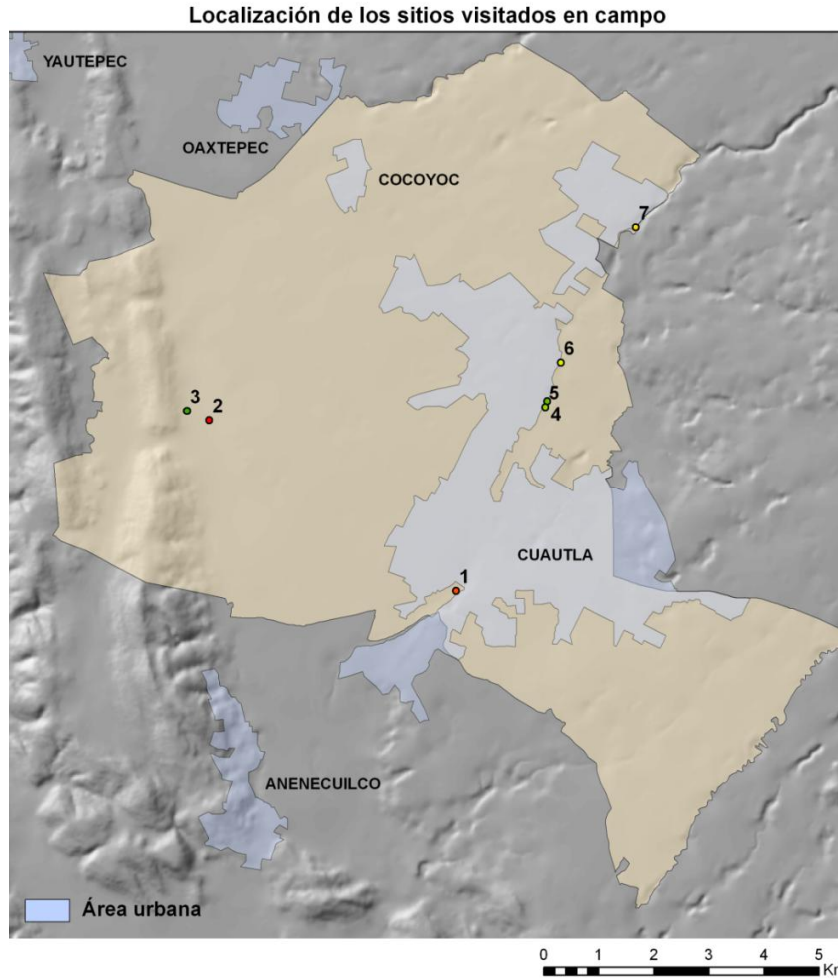 Localización de los sitios visitados en campo
YAUTEPEC
OAXTEPEC
COCOYOC
7
6
3
2
5
4
CUAUTLA
1
ANENECUILCO
Área urbana
0 1 2 3 4 5